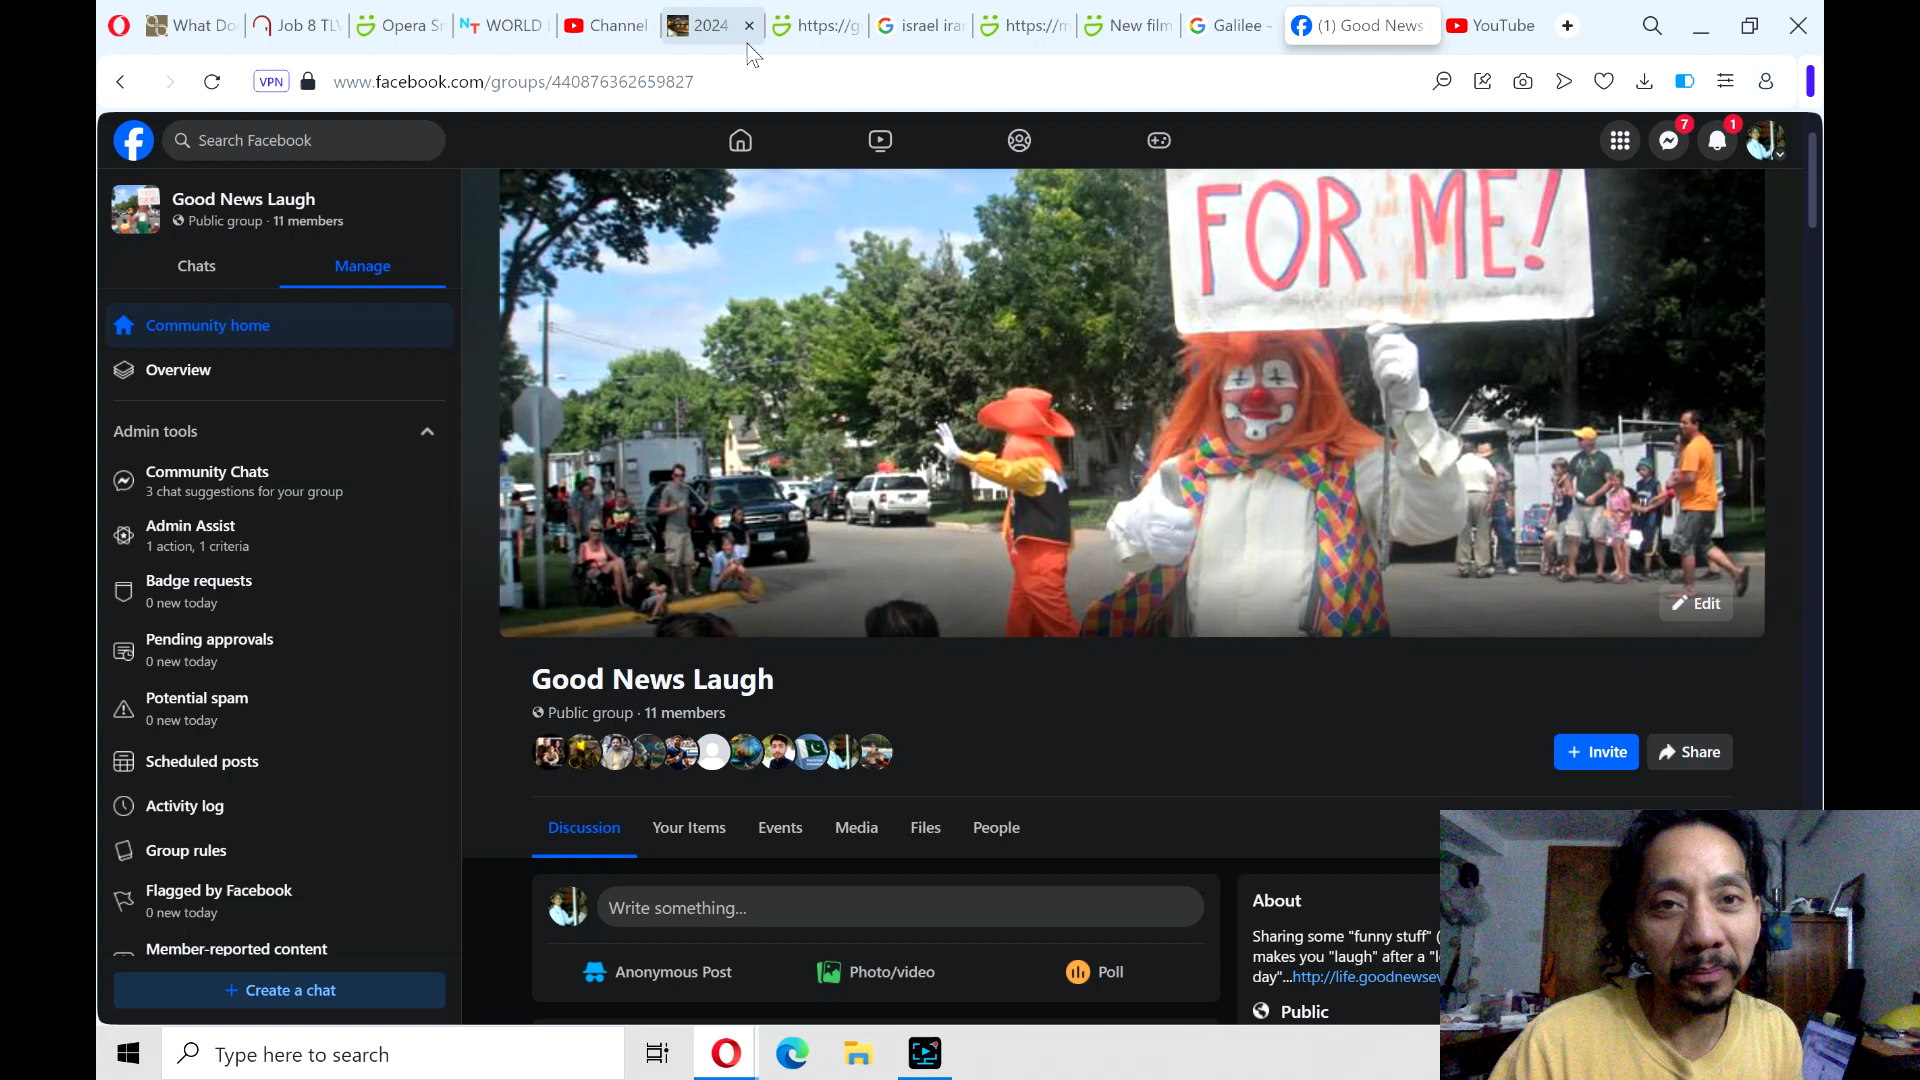 What Do
Job 8 TLV
Opera Sn
NT WORLD
Channel
2024
https://g
israel iran
https://m
New film
Galilee -
(1) Good News
YouTube
VPN
www.facebook.com/groups/440876362659827
Search Facebook
7
1
Good News Laugh
Public group · 11 members
Chats
Manage
Community home
Overview
Admin tools
Community Chats
3 chat suggestions for your group
Admin Assist
1 action, 1 criteria
Badge requests
0 new today
Pending approvals
0 new today
Potential spam
0 new today
Scheduled posts
Activity log
Group rules
Flagged by Facebook
0 new today
Member-reported content
+ Create a chat
FOR ME!
Edit
Good News Laugh
Public group · 11 members
+ Invite
Share
Discussion
Your Items
Events
Media
Files
People
Write something...
Anonymous Post
Photo/video
Poll
About
Sharing some "funny stuff" (
makes you "laugh" after a "l
day"...http://life.goodnewsev
Public
Type here to search